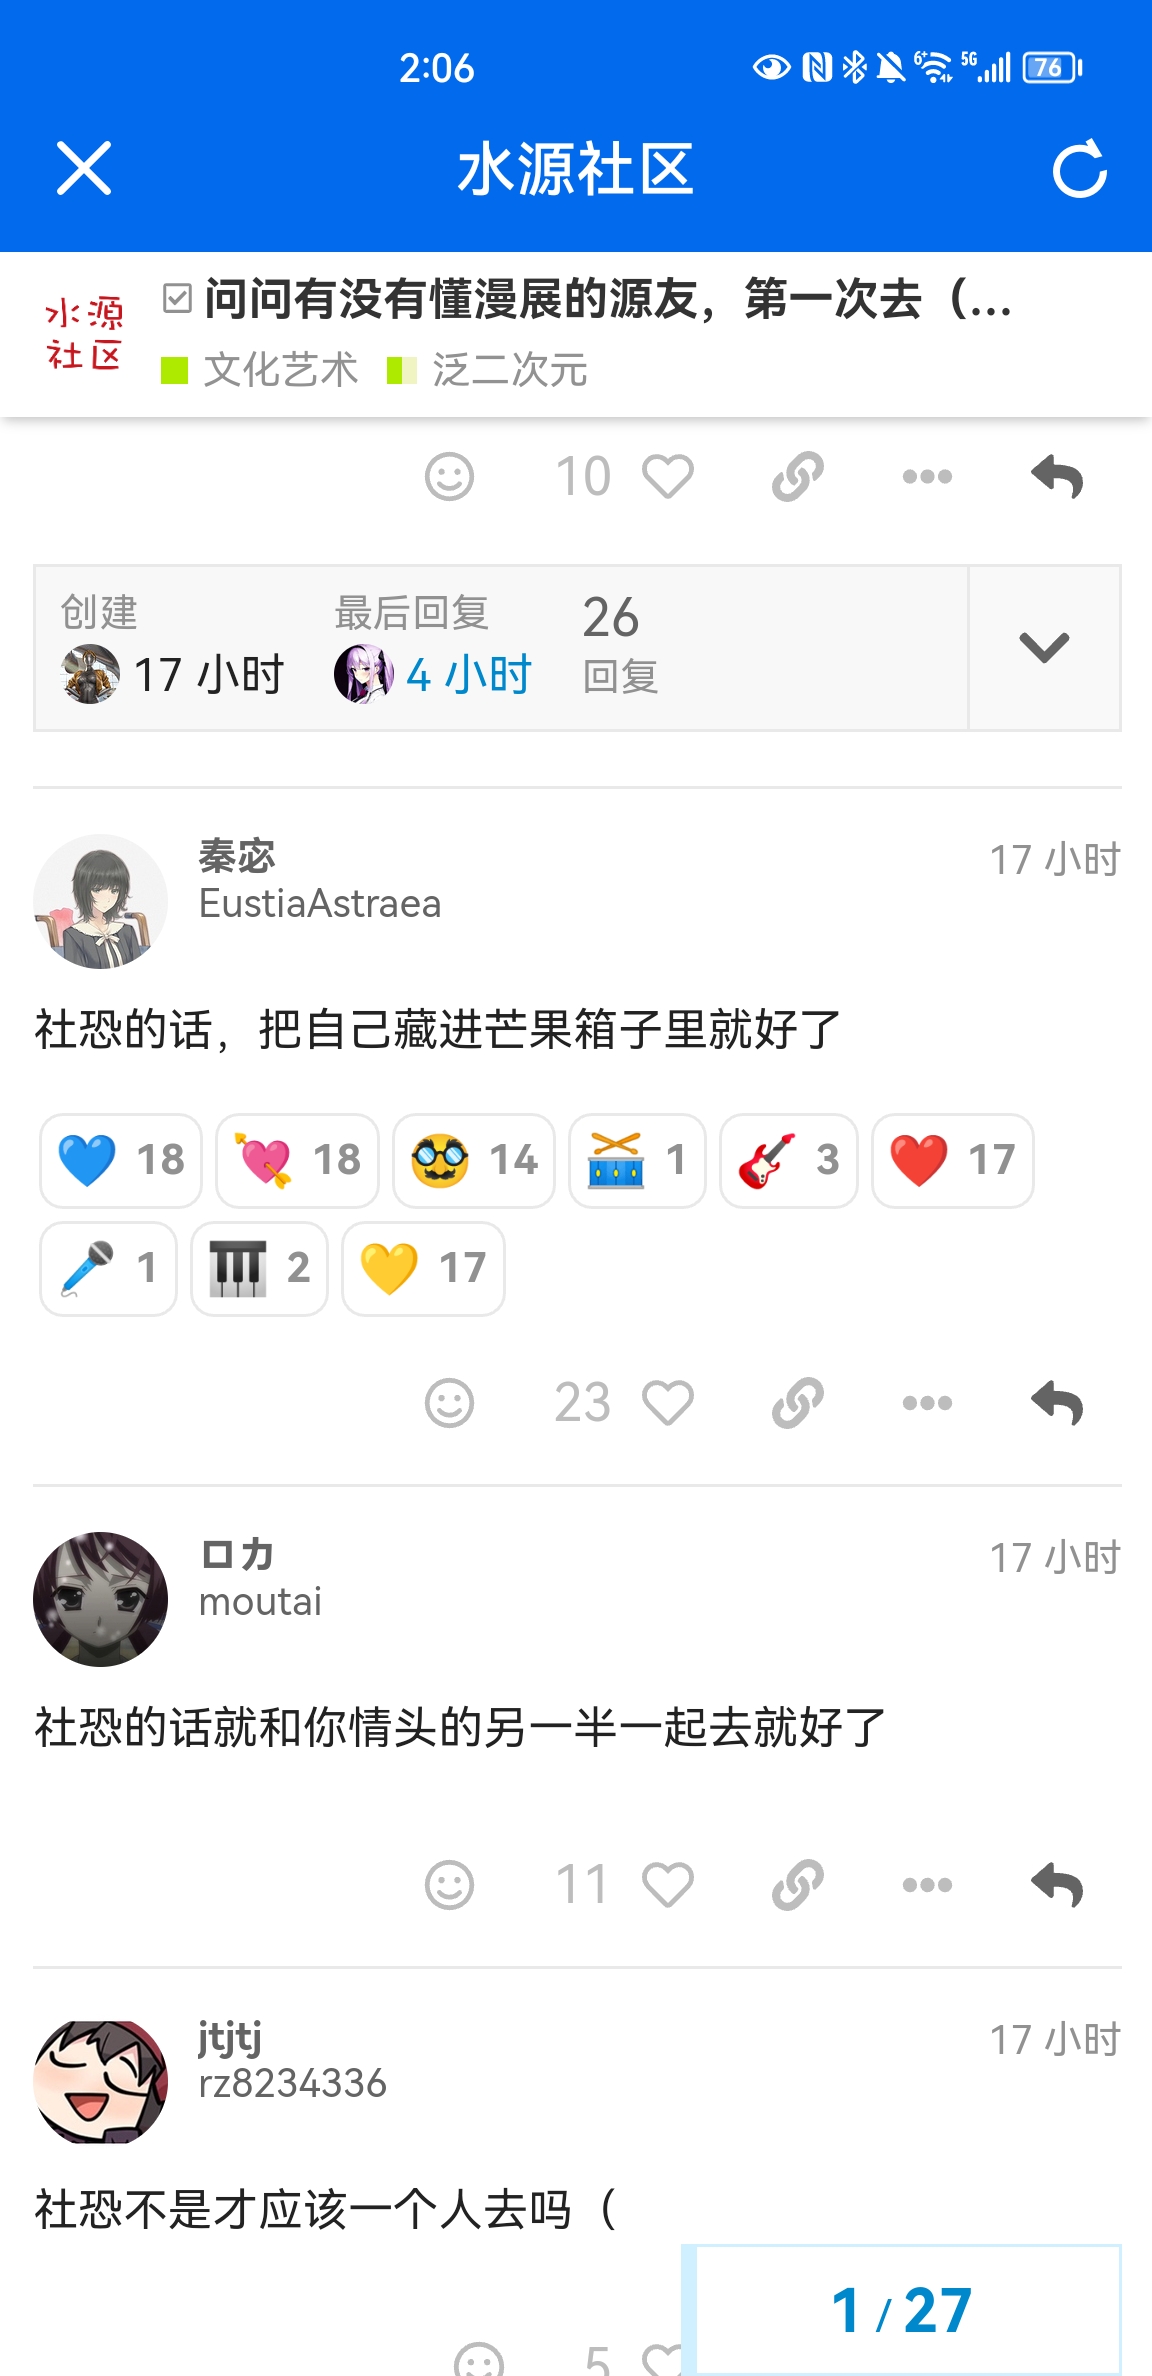 2:06
6+
5G
76
水源社区
水源
社区
问问有没有懂漫展的源友，第一次去（...
文化艺术 泛二次元
10
创建 最后回复 26
17 小时 4 小时 回复
秦宓 17 小时
EustiaAstraea
社恐的话，把自己藏进芒果箱子里就好了
18 18 14 1 3 17
1 2 17
23
ロカ 17 小时
moutai
社恐的话就和你情头的另一半一起去就好了
11
jtjtj 17 小时
rz8234336
社恐不是才应该一个人去吗（
1 / 27
5